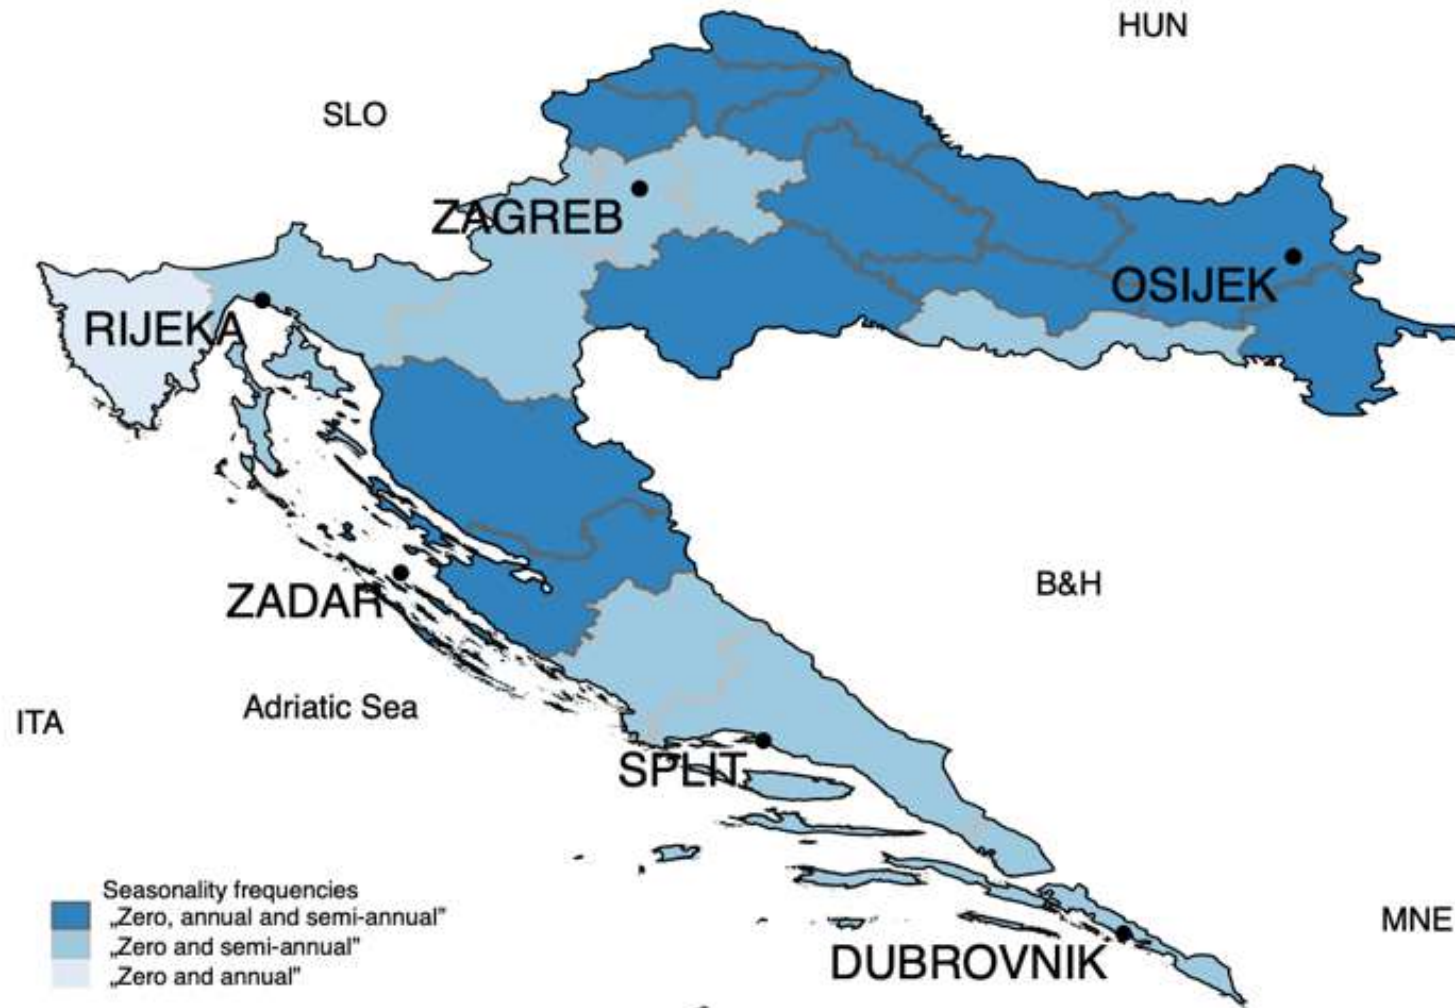 HUN
SLO
ZAGREB
OSIJEK
RIJEKA
B&H
ZADAR
Adriatic Sea
ITA
SPLIT
Seasonality frequencies
„Zero, annual and semi-annual”
„Zero and semi-annual”
„Zero and annual”
MNE
DUBROVNIK